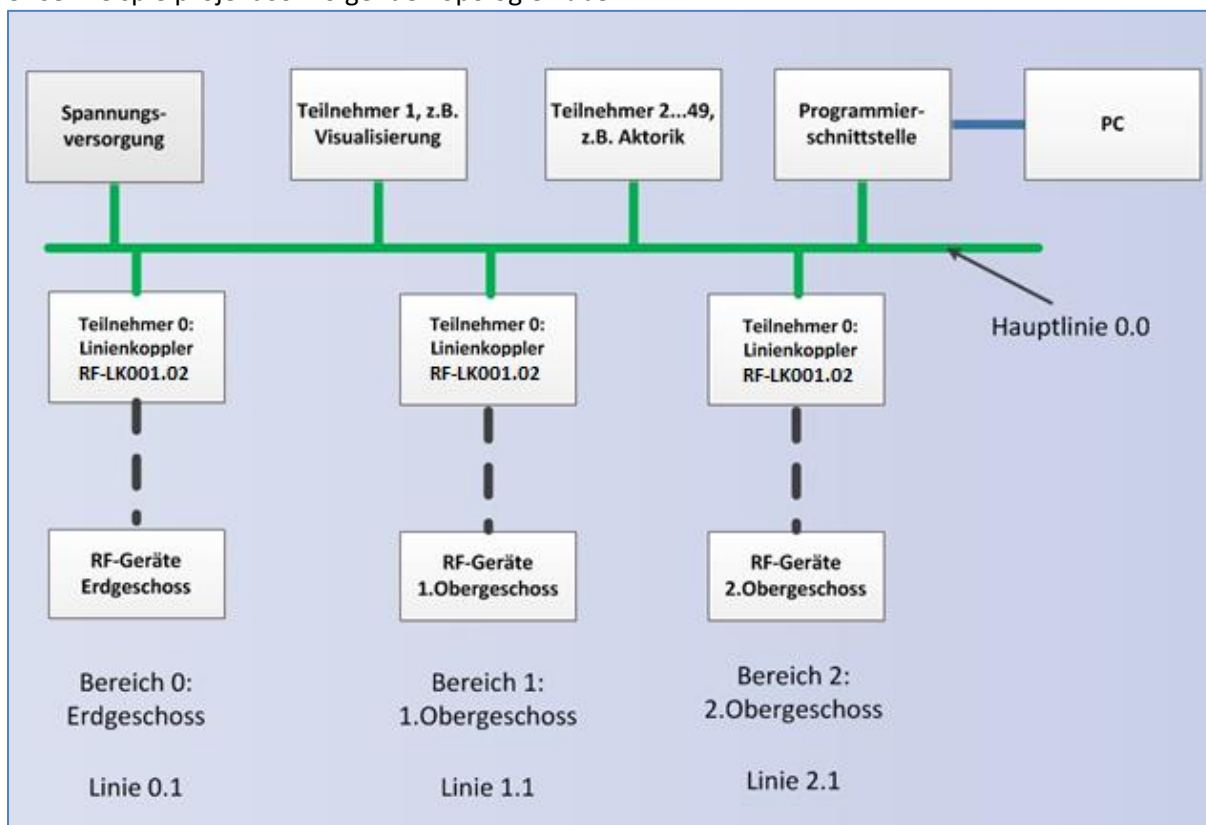 Spannungs-
versorgung
Teilnehmer 1, z.B.
Visualisierung
Teilnehmer 2...49,
z.B. Aktorik
Programmier-
schnittstelle
PC
Teilnehmer 0:
Linienkoppler
RF-LK001.02
Teilnehmer 0:
Linienkoppler
RF-LK001.02
Teilnehmer 0:
Linienkoppler
RF-LK001.02
Hauptlinie 0.0
RF-Geräte
Erdgeschoss
RF-Geräte
1.Obergeschoss
RF-Geräte
2.Obergeschoss
Bereich 0:
Erdgeschoss
Linie 0.1
Bereich 1:
1.Obergeschoss
Linie 1.1
Bereich 2:
2.Obergeschoss
Linie 2.1